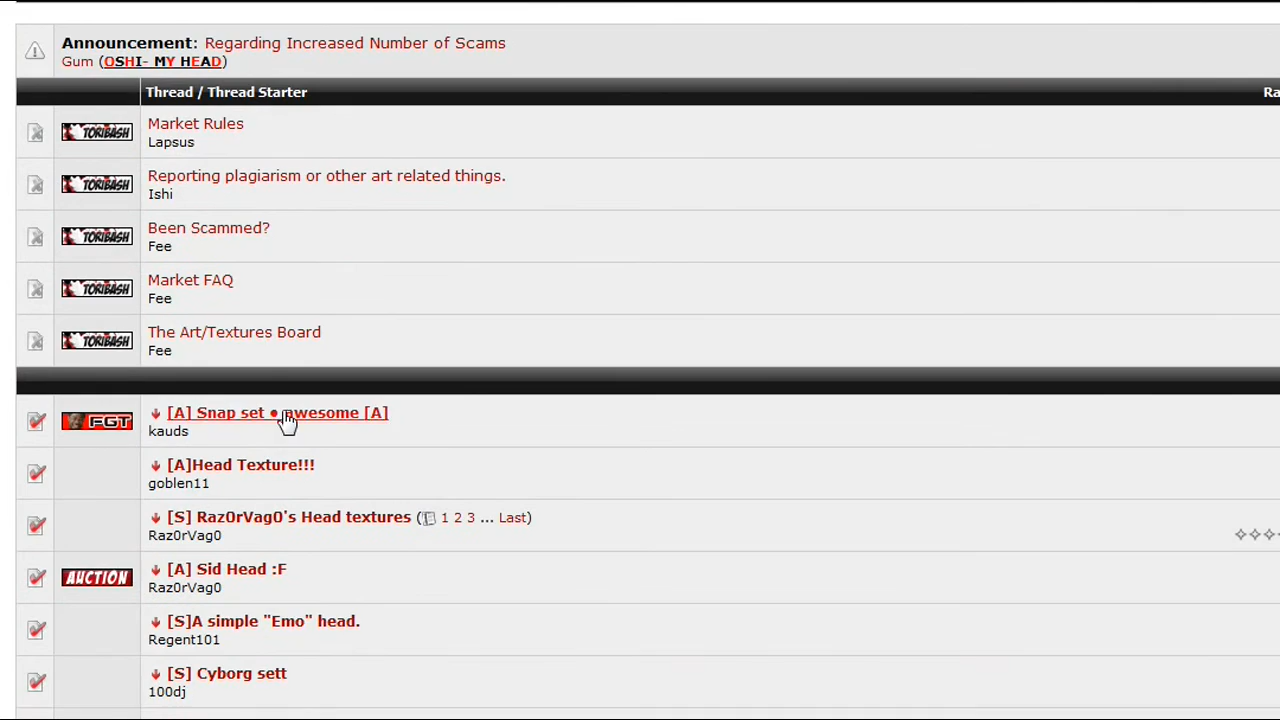 Announcement: Regarding Increased Number of Scams
Gum (OSHI- MY HEAD)
Thread / Thread Starter
Ra
TORIBASH
Market Rules
Lapsus
TORIBASH
Reporting plagiarism or other art related things.
Ishi
TORIBASH
Been Scammed?
Fee
TORIBASH
Market FAQ
Fee
TORIBASH
The Art/Textures Board
Fee
FGT
[A] Snap set • awesome [A]
kauds
[A]Head Texture!!!
goblen11
[S] Raz0rVag0's Head textures ( 1 2 3 ... Last)
Raz0rVag0
AUCTION
[A] Sid Head :F
Raz0rVag0
[S]A simple "Emo" head.
Regent101
[S] Cyborg sett
100dj